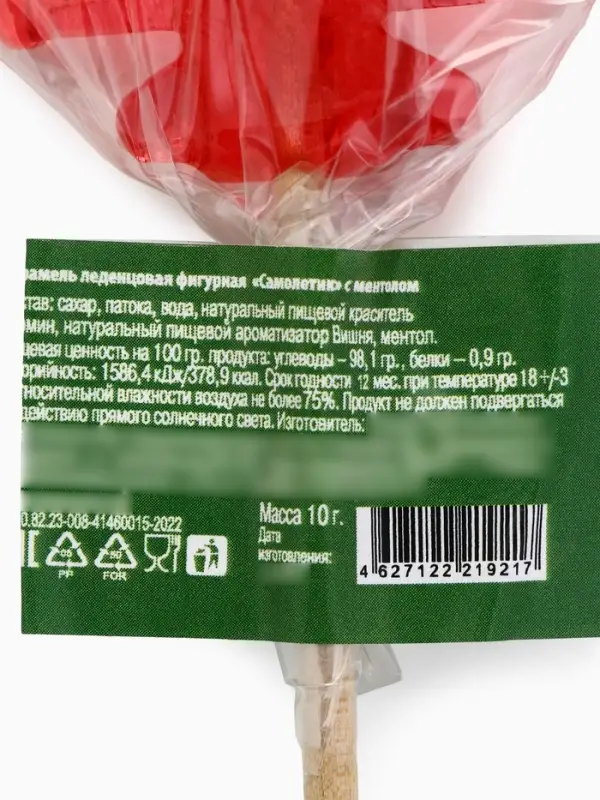 рамель леденцовая фигурная «Самолетик» с ментолом
тав: сахар, патока, вода, натуральный пищевой краситель
мин, натуральный пищевой ароматизатор Вишня, ментол.
щевая ценность на 100 гр. продукта: углеводы – 98,1 гр., белки – 0,9 гр.
орийность: 1586,4 кДж/378,9 ккал. Срок годности 12 мес. при температуре 18+/-3
носительной влажности воздуха не более 75%. Продукт не должен подвергаться
действию прямого солнечного света. Изготовитель:
0.82.23-008-41460015-2022
Масса 10 г.
Дата
изготовления:
05
PP
FOR
4 627122 219217